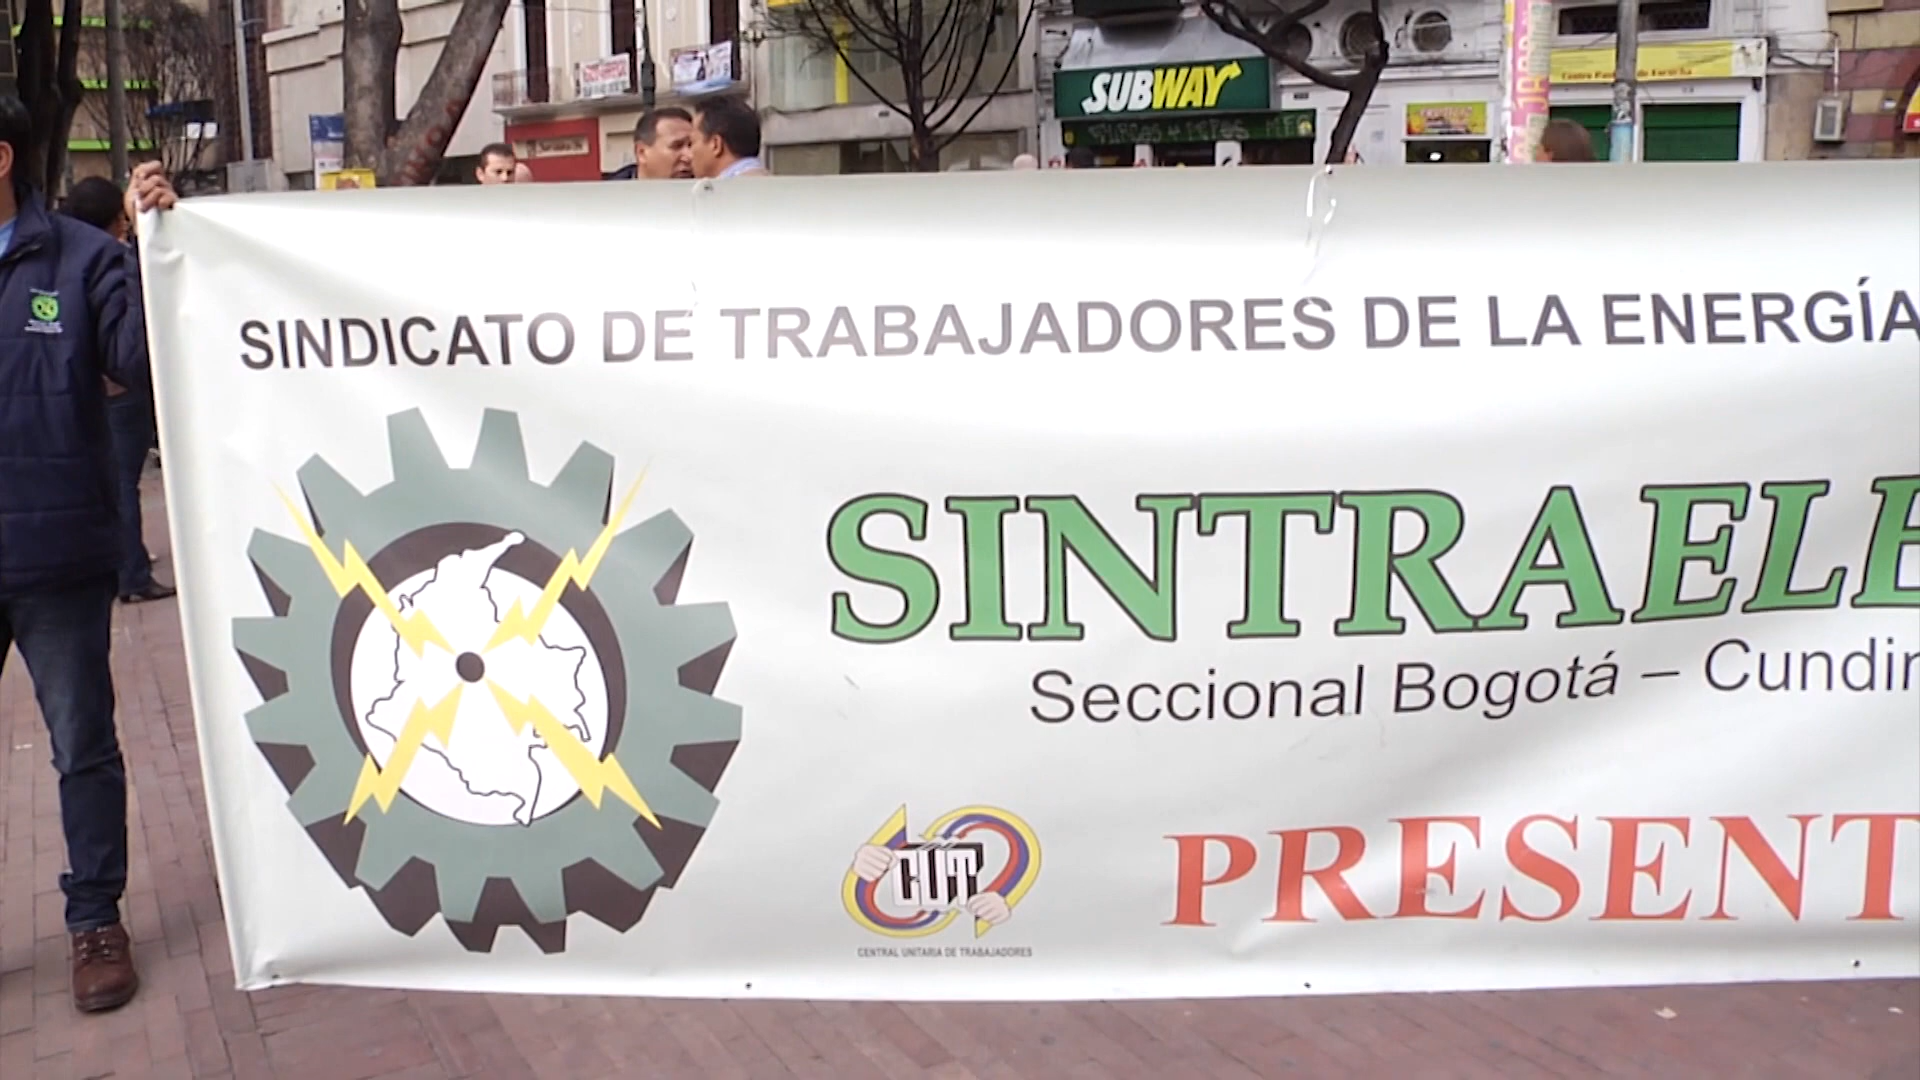 SUBWAY
SINDICATO DE TRABAJADORES DE LA ENERGÍA
SINTRAELE
Seccional Bogotá – Cundin
CUT
CENTRAL UNITARIA DE TRABAJADORES
PRESENT